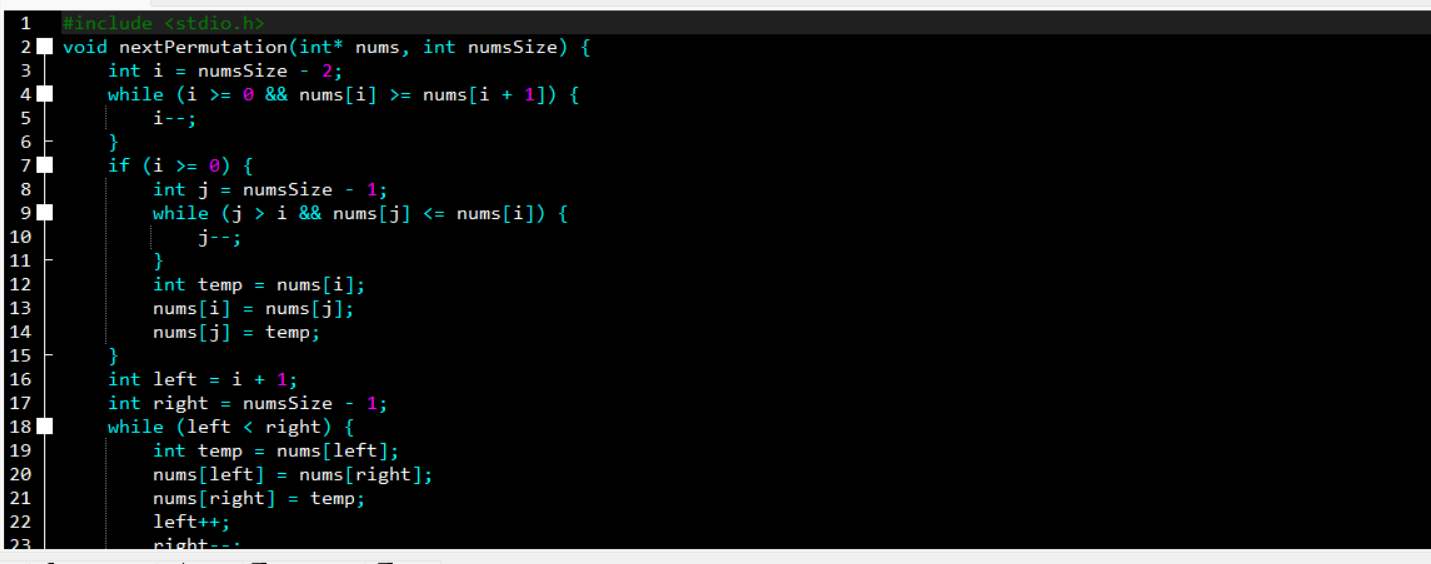 1 #include <stdio.h>
2 void nextPermutation(int* nums, int numsSize) {
3     int i = numsSize - 2;
4     while (i >= 0 && nums[i] >= nums[i + 1]) {
5         i--;
6     }
7     if (i >= 0) {
8         int j = numsSize - 1;
9         while (j > i && nums[j] <= nums[i]) {
10             j--;
11         }
12         int temp = nums[i];
13         nums[i] = nums[j];
14         nums[j] = temp;
15     }
16     int left = i + 1;
17     int right = numsSize - 1;
18     while (left < right) {
19         int temp = nums[left];
20         nums[left] = nums[right];
21         nums[right] = temp;
22         left++;
23         right--;